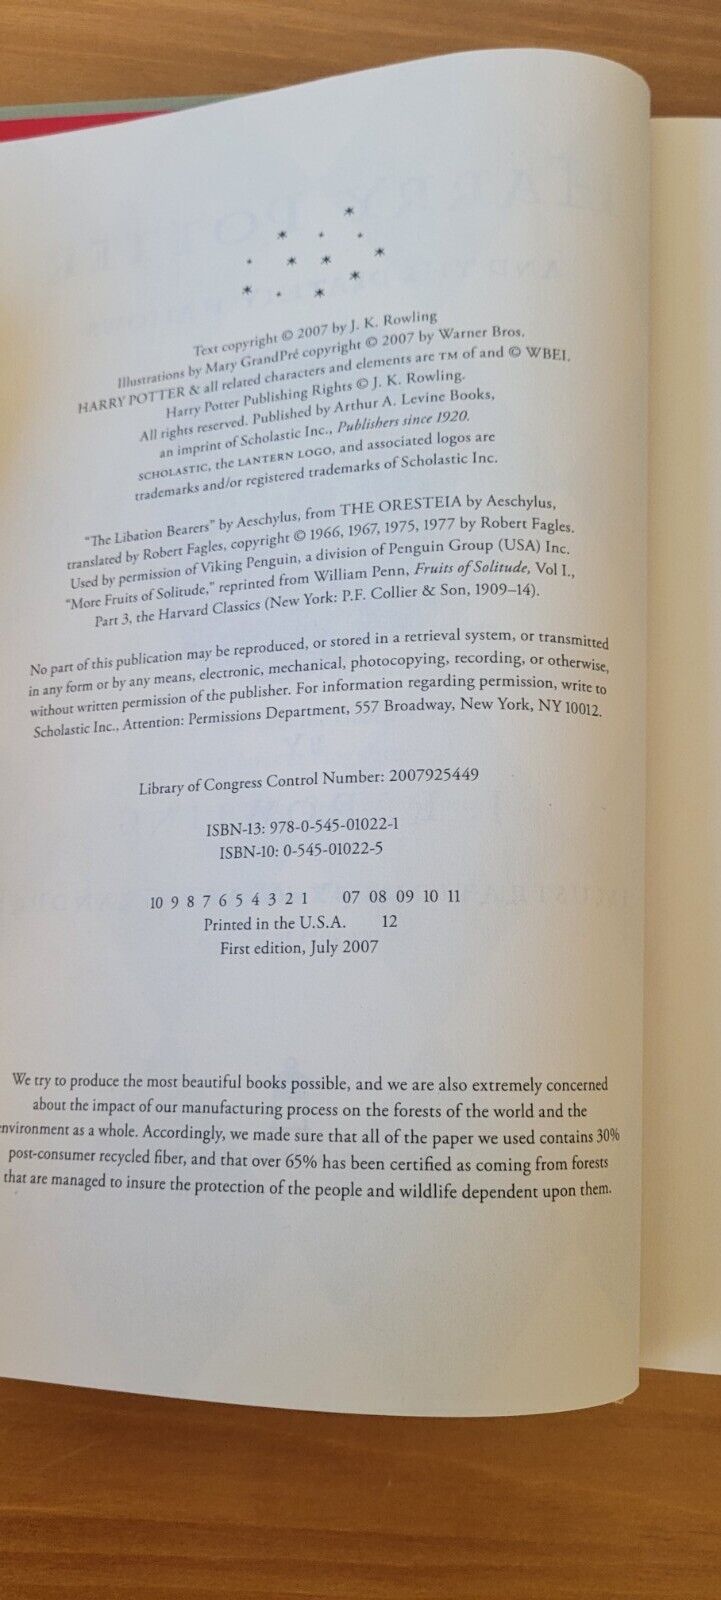 Text copyright © 2007 by J. K. Rowling
Illustrations by Mary GrandPré copyright © 2007 by Warner Bros.
HARRY POTTER & all related characters and elements are TM of and © WBEI.
Harry Potter Publishing Rights © J. K. Rowling.
All rights reserved. Published by Arthur A. Levine Books,
an imprint of Scholastic Inc., Publishers since 1920.
SCHOLASTIC, the LANTERN LOGO, and associated logos are
trademarks and/or registered trademarks of Scholastic Inc.
"The Libation Bearers" by Aeschylus, from THE ORESTEIA by Aeschylus,
translated by Robert Fagles, copyright © 1966, 1967, 1975, 1977 by Robert Fagles.
Used by permission of Viking Penguin, a division of Penguin Group (USA) Inc.
"More Fruits of Solitude," reprinted from William Penn, Fruits of Solitude, Vol I.,
Part 3, the Harvard Classics (New York: P.F. Collier & Son, 1909–14).
No part of this publication may be reproduced, or stored in a retrieval system, or transmitted
in any form or by any means, electronic, mechanical, photocopying, recording, or otherwise,
without written permission of the publisher. For information regarding permission, write to
Scholastic Inc., Attention: Permissions Department, 557 Broadway, New York, NY 10012.
Library of Congress Control Number: 2007925449
ISBN-13: 978-0-545-01022-1
ISBN-10: 0-545-01022-5
10 9 8 7 6 5 4 3 2 1 07 08 09 10 11
Printed in the U.S.A. 12
First edition, July 2007
We try to produce the most beautiful books possible, and we are also extremely concerned
about the impact of our manufacturing process on the forests of the world and the
nvironment as a whole. Accordingly, we made sure that all of the paper we used contains 30%
post-consumer recycled fiber, and that over 65% has been certified as coming from forests
that are managed to insure the protection of the people and wildlife dependent upon them.